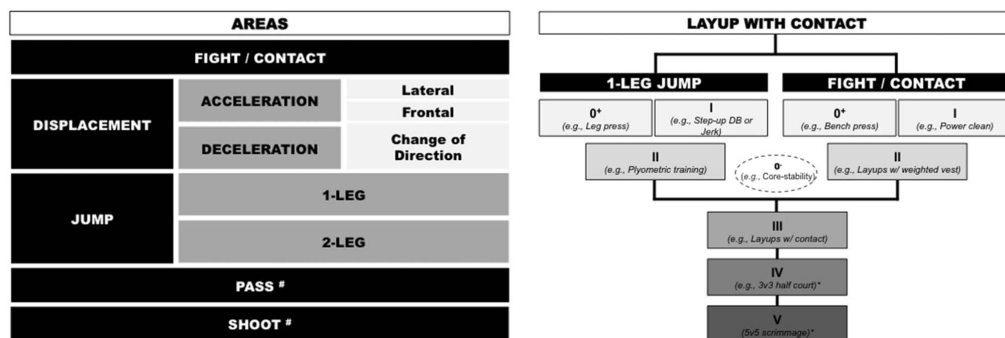 AREAS
FIGHT / CONTACT
DISPLACEMENT
ACCELERATION
Lateral
Frontal
DECELERATION
Change of
Direction
JUMP
1-LEG
2-LEG
PASS #
SHOOT #
LAYUP WITH CONTACT
1-LEG JUMP
FIGHT / CONTACT
0+
(e.g., Leg press)
I
(e.g., Step-up DB or
Jerk)
0+
(e.g., Bench press)
I
(e.g., Power clean)
II
(e.g., Plyometric training)
0-
(e.g., Core-stability)
II
(e.g., Layups w/ weighted vest)
III
(e.g., Layups w/ contact)
IV
(e.g., 3v3 half court)*
V
(5v5 scrimmage)*